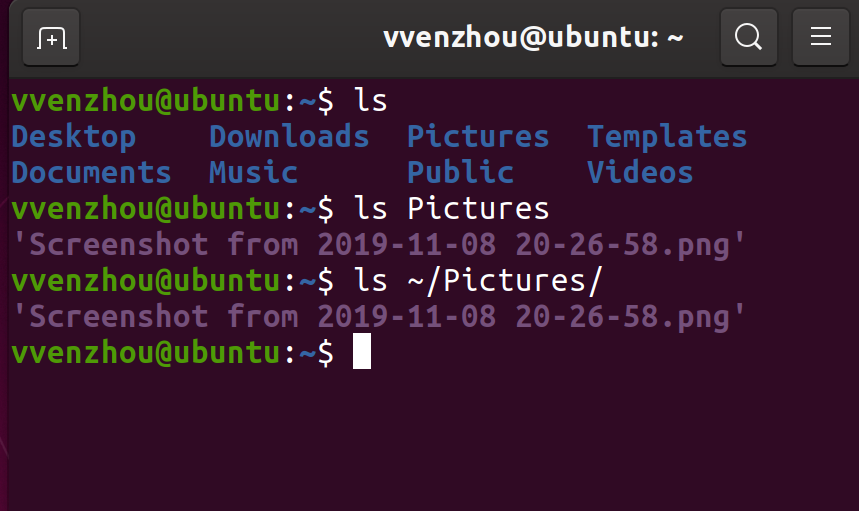 vvenzhou@ubuntu: ~
vvenzhou@ubuntu:~$ ls
Desktop Downloads Pictures Templates
Documents Music Public Videos
vvenzhou@ubuntu:~$ ls Pictures
'Screenshot from 2019-11-08 20-26-58.png'
vvenzhou@ubuntu:~$ ls ~/Pictures/
'Screenshot from 2019-11-08 20-26-58.png'
vvenzhou@ubuntu:~$